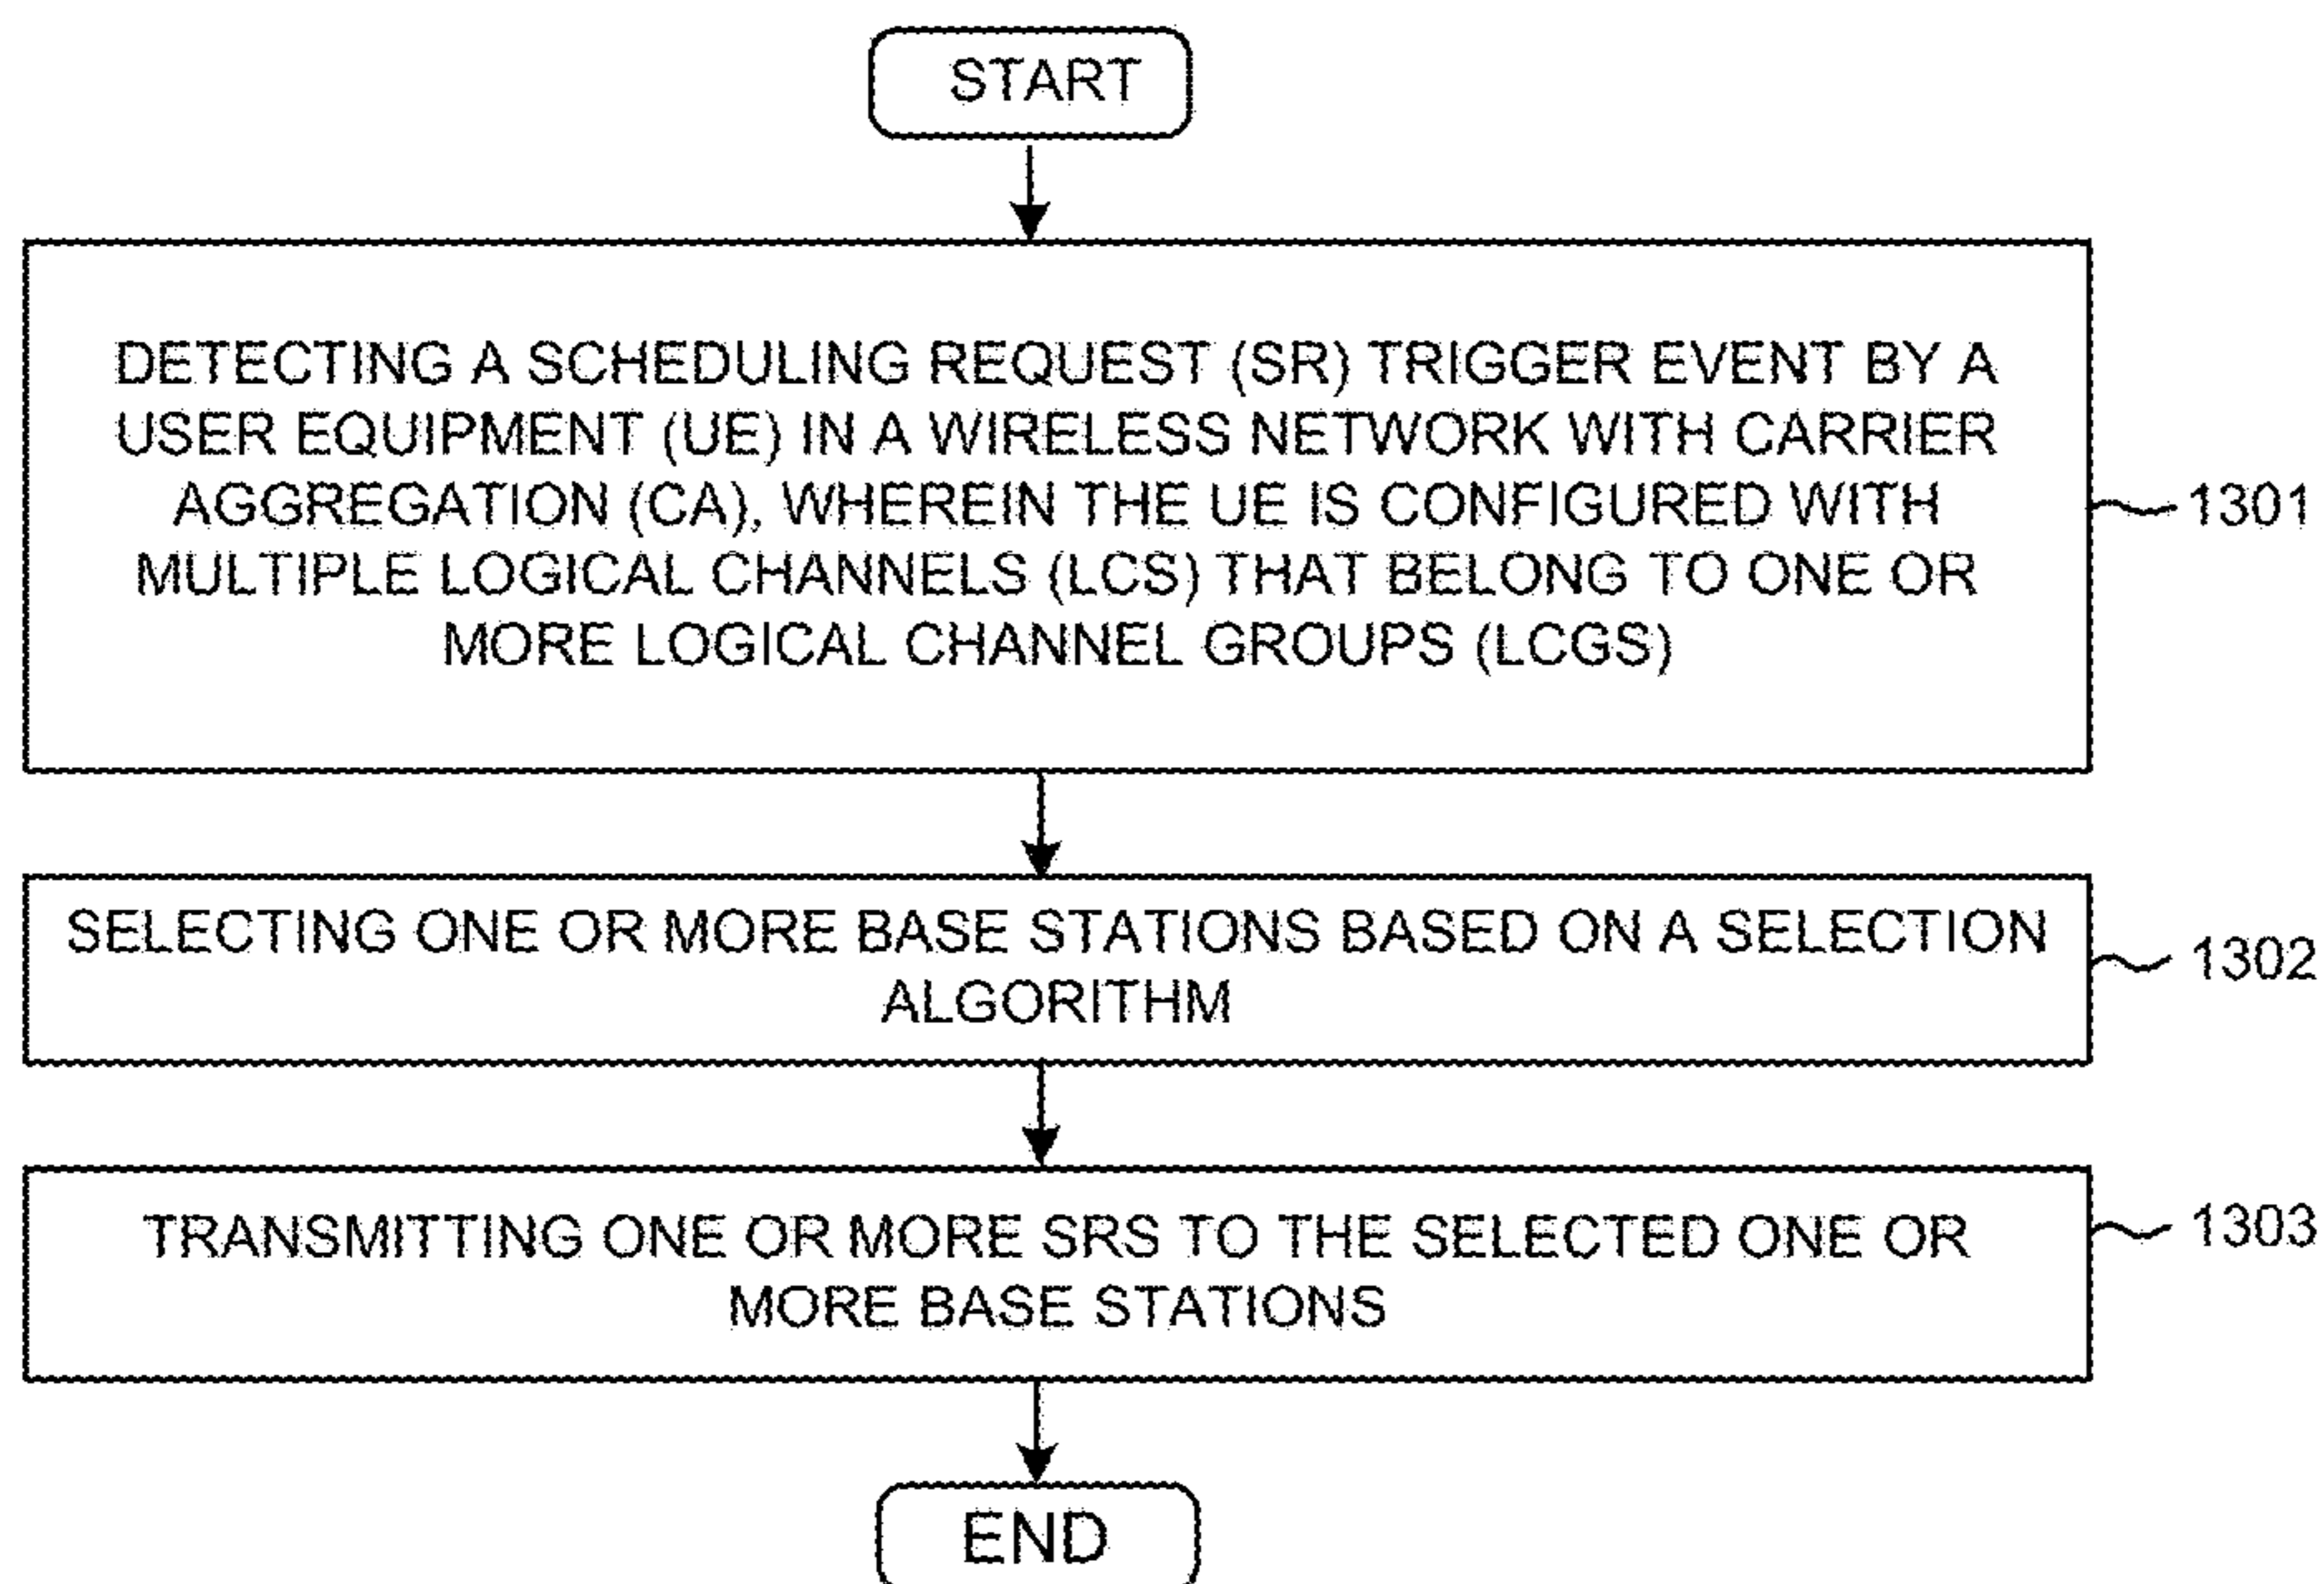 START
DETECTING A SCHEDULING REQUEST (SR) TRIGGER EVENT BY A
USER EQUIPMENT (UE) IN A WIRELESS NETWORK WITH CARRIER
AGGREGATION (CA), WHEREIN THE UE IS CONFIGURED WITH
MULTIPLE LOGICAL CHANNELS (LCS) THAT BELONG TO ONE OR
MORE LOGICAL CHANNEL GROUPS (LCGS)
1301
SELECTING ONE OR MORE BASE STATIONS BASED ON A SELECTION
ALGORITHM
1302
TRANSMITTING ONE OR MORE SRS TO THE SELECTED ONE OR
MORE BASE STATIONS
1303
END